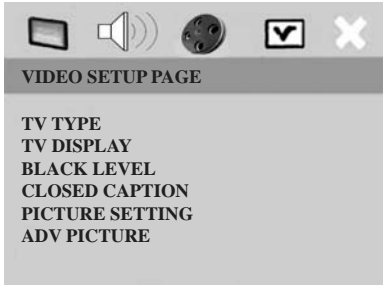 VIDEO SETUP PAGE
TV TYPE
TV DISPLAY
BLACK LEVEL
CLOSED CAPTION
PICTURE SETTING
ADV PICTURE